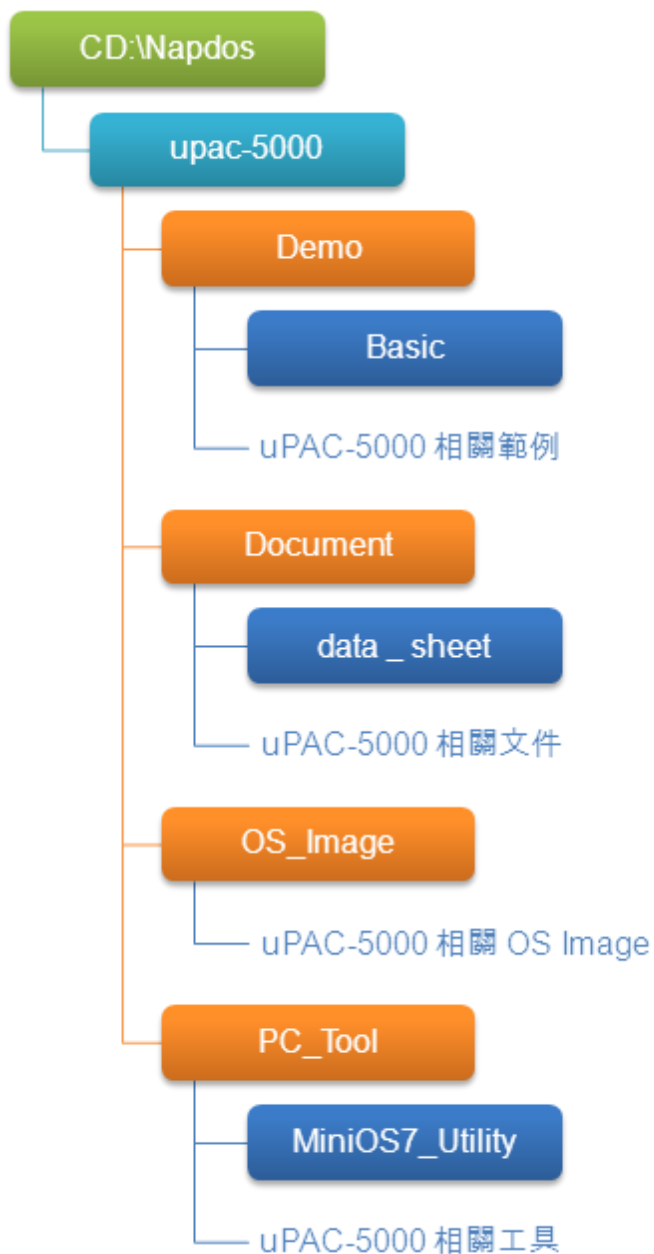 CD:\Napdos
upac-5000
Demo
Basic
uPAC-5000 相關範例
Document
data _ sheet
uPAC-5000 相關文件
OS_Image
uPAC-5000 相關 OS Image
PC_Tool
MiniOS7_Utility
uPAC-5000 相關工具